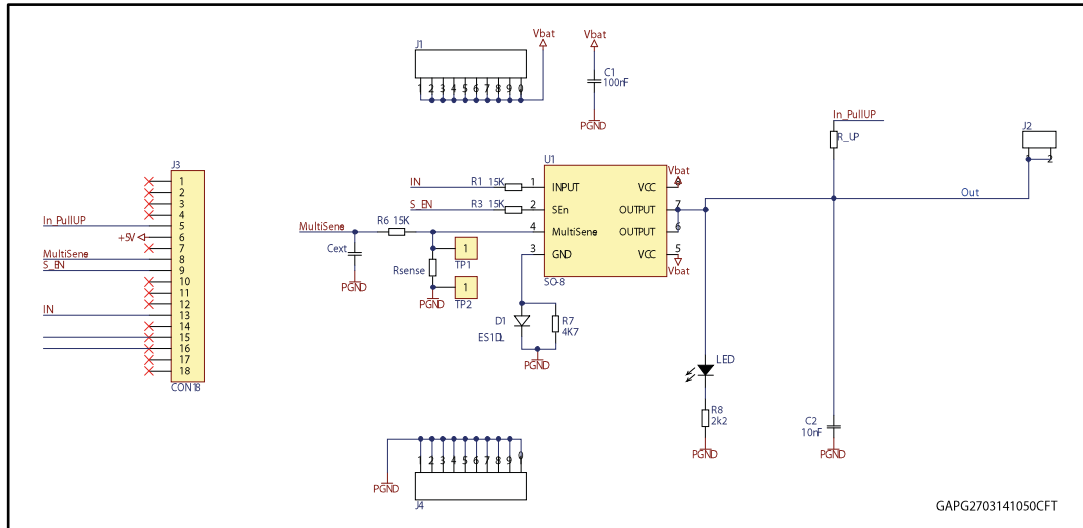 Vbat
Vbat
J1
1 2 3 4 5 6 7 8 9 0
C1
100nF
PGND
In_PullUP
R_UP
J2
1 2
J3
1
2
3
4
In_PullUP 5
+5V 6
7
MultiSene 8
S_EN 9
10
11
12
IN 13
14
15
16
17
18
CON18
U1
Vbat
IN R1 15K 1 INPUT VCC 8
S_EN R3 15K 2 SEn OUTPUT 7
MultiSene R6 15K 4 MultiSene OUTPUT 6
3 GND VCC 5
SO-8
Vbat
Out
Cext
PGND
Rsense
PGND
1
TP1
1
TP2
D1
ES1DL
R7
4K7
PGND
LED
R8
2k2
PGND
C2
10nF
PGND
1 2 3 4 5 6 7 8 9 0
PGND
J4
GAPG2703141050CFT